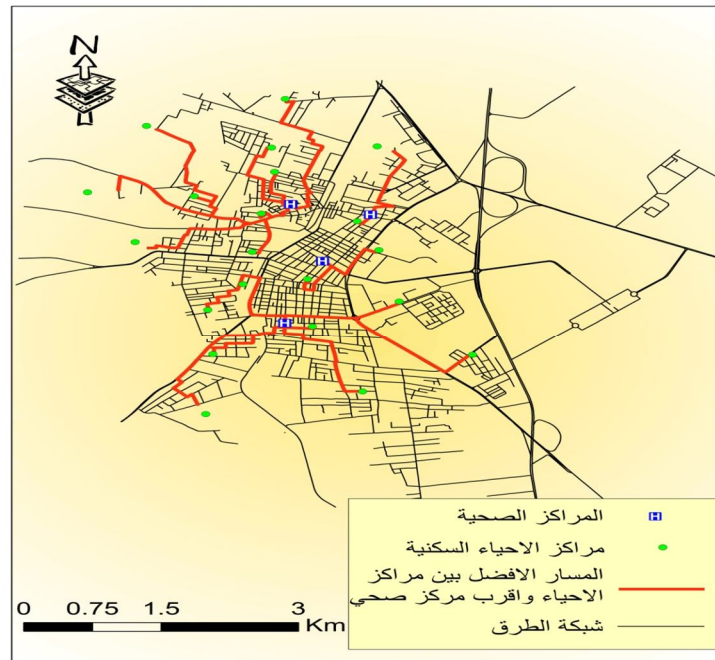 N
H
H
H
H
المراكز الصحية
H
مراكز الاحياء السكنية
المسار الافضل بين مراكز
الاحياء واقرب مركز صحي
شبكة الطرق
0 0.75 1.5 3
Km